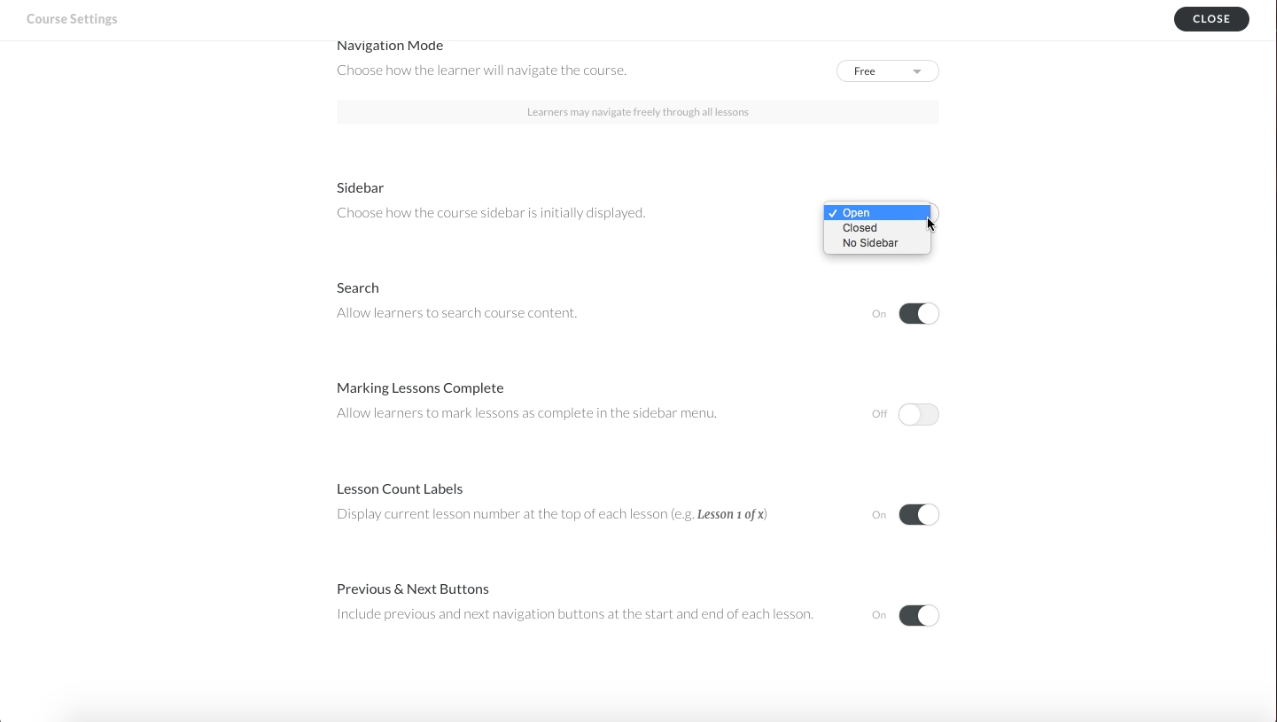 Course Settings
CLOSE
Navigation Mode
Choose how the learner will navigate the course.
Free
Learners may navigate freely through all lessons
Sidebar
Choose how the course sidebar is initially displayed.
✓ Open
Closed
No Sidebar
Search
Allow learners to search course content.
On
Marking Lessons Complete
Allow learners to mark lessons as complete in the sidebar menu.
Off
Lesson Count Labels
Display current lesson number at the top of each lesson (e.g. Lesson 1 of x)
On
Previous & Next Buttons
Include previous and next navigation buttons at the start and end of each lesson.
On